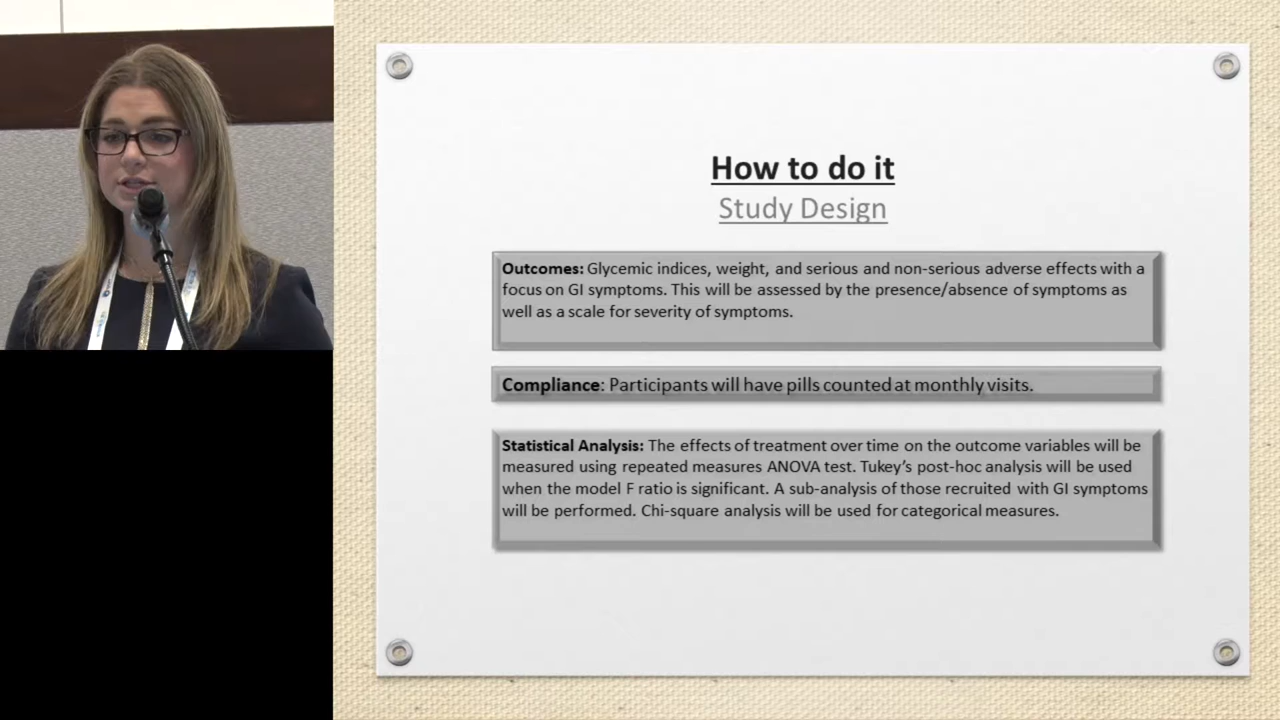 How to do it
Study Design
Outcomes: Glycemic indices, weight, and serious and non-serious adverse effects with a
focus on GI symptoms. This will be assessed by the presence/absence of symptoms as
well as a scale for severity of symptoms.
Compliance: Participants will have pills counted at monthly visits.
Statistical Analysis: The effects of treatment over time on the outcome variables will be
measured using repeated measures ANOVA test. Tukey’s post-hoc analysis will be used
when the model F ratio is significant. A sub-analysis of those recruited with GI symptoms
will be performed. Chi-square analysis will be used for categorical measures.